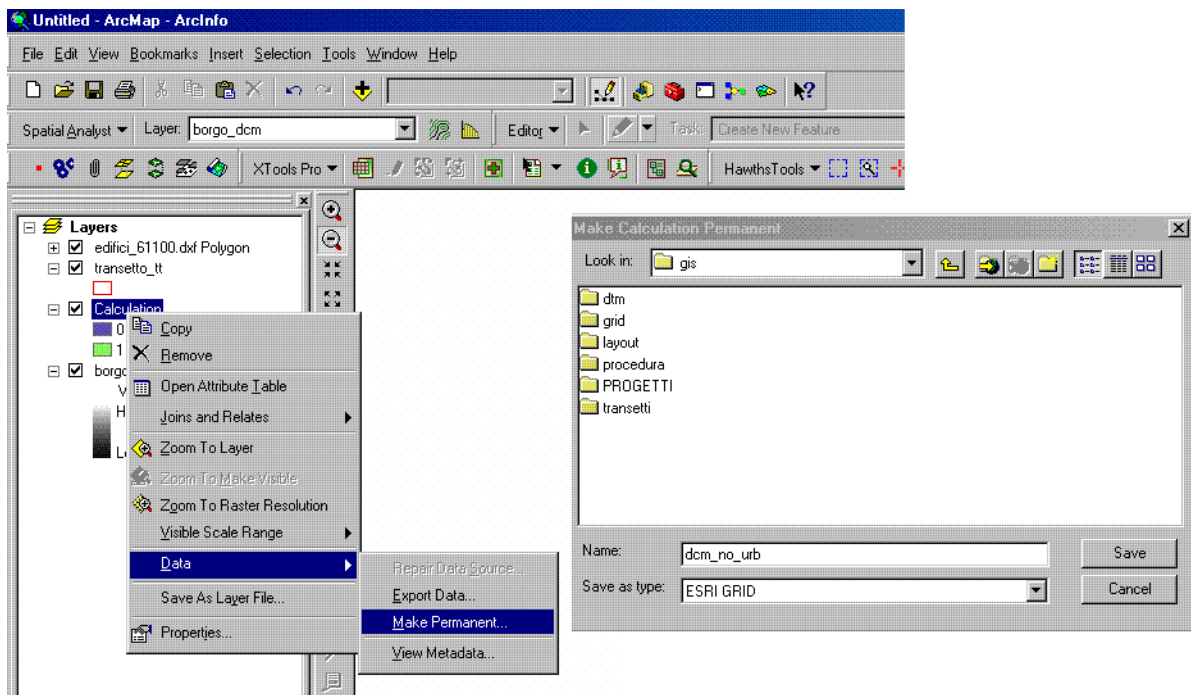 Untitled - ArcMap - ArcInfo
File Edit View Bookmarks Insert Selection Tools Window Help
Spatial Analyst Layer: borgo_dcm Editor Task: Create New Feature
XTools Pro HawthsTools
Layers
edifici_61100.dxf Polygon
transetto_tt
Calculation
0
1
borgo
V
H
L
Copy
Remove
Open Attribute Table
Joins and Relates
Zoom To Layer
Zoom To Make Visible
Zoom To Raster Resolution
Visible Scale Range
Data
Save As Layer File...
Properties...
Repair Data Source...
Export Data...
Make Permanent...
View Metadata...
Make Calculation Permanent
Look in: gis
dtm
grid
layout
procedura
PROGETTI
transetti
Name: dcm_no_urb Save
Save as type: ESRI GRID Cancel